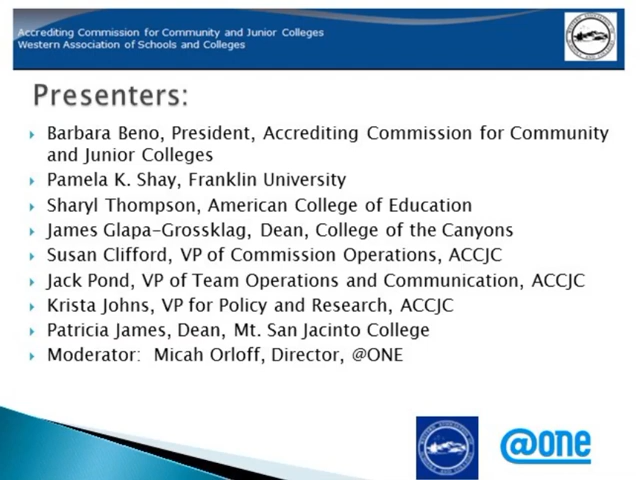 Accrediting Commission for Community and Junior Colleges
Western Association of Schools and Colleges
Presenters:
Barbara Beno, President, Accrediting Commission for Community
and Junior Colleges
Pamela K. Shay, Franklin University
Sharyl Thompson, American College of Education
James Glapa-Grossklag, Dean, College of the Canyons
Susan Clifford, VP of Commission Operations, ACCJC
Jack Pond, VP of Team Operations and Communication, ACCJC
Krista Johns, VP for Policy and Research, ACCJC
Patricia James, Dean, Mt. San Jacinto College
Moderator: Micah Orloff, Director, @ONE
@one